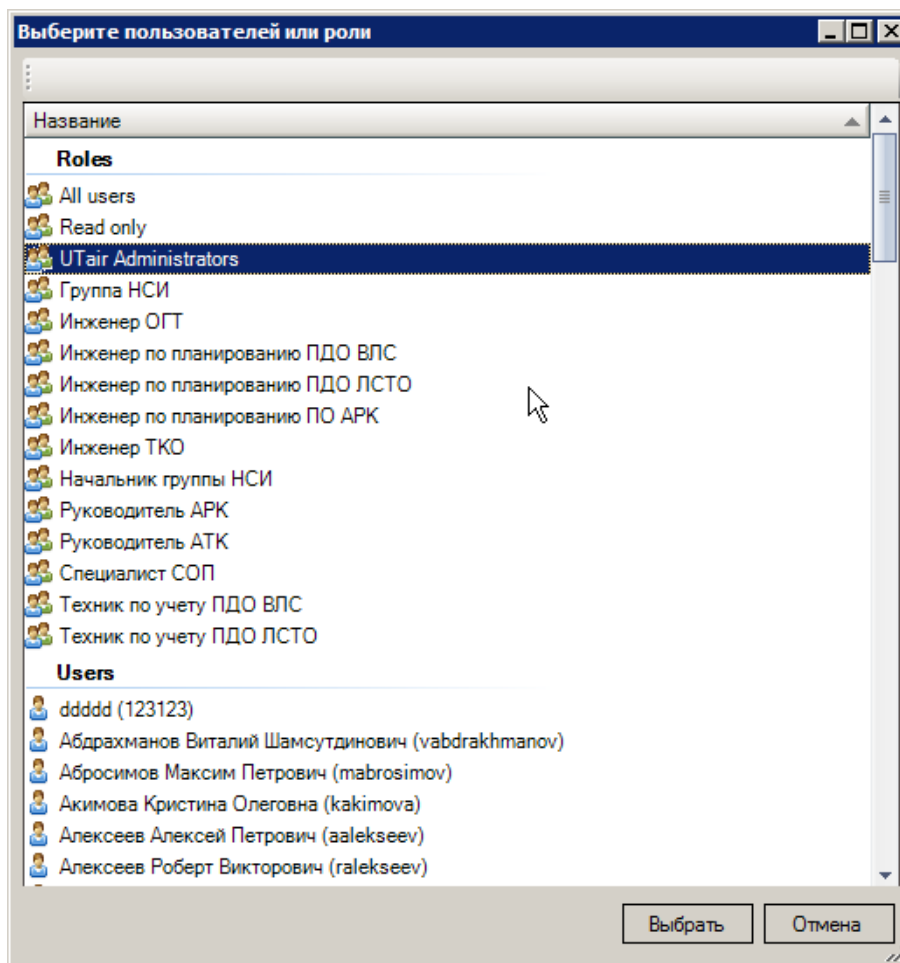 Выберите пользователей или роли
Название
Roles
All users
Read only
UTair Administrators
Группа НСИ
Инженер ОГТ
Инженер по планированию ПДО ВЛС
Инженер по планированию ПДО ЛСТО
Инженер по планированию ПО АРК
Инженер ТКО
Начальник группы НСИ
Руководитель АРК
Руководитель АТК
Специалист СОП
Техник по учету ПДО ВЛС
Техник по учету ПДО ЛСТО
Users
ddddd (123123)
Абдрахманов Виталий Шамсутдинович (vabdrakhmanov)
Абросимов Максим Петрович (mabrosimov)
Акимова Кристина Олеговна (kakimova)
Алексеев Алексей Петрович (aalekseev)
Алексеев Роберт Викторович (ralekseev)
Выбрать Отмена